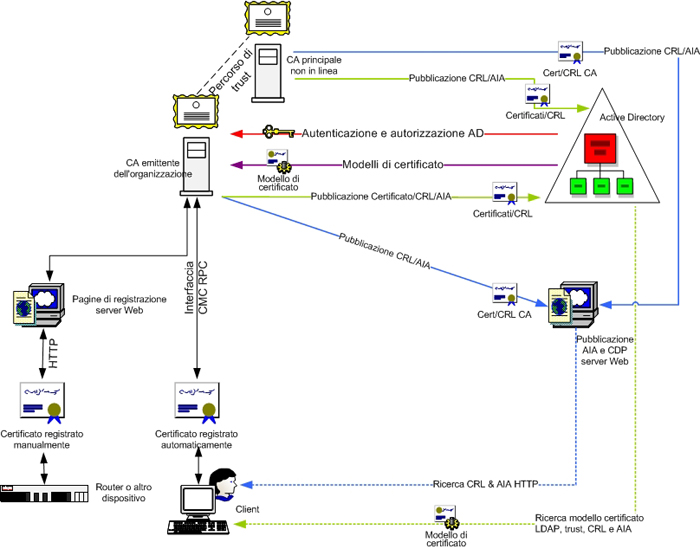 Percorso di
trust
CA principale
non in linea
Pubblicazione CRL/AIA
Cert/CRL CA
Pubblicazione CRL/AIA
Certificati/CRL
Active Directory
Autenticazione e autorizzazione AD
CA emittente
dell'organizzazione
Modelli di certificato
Modello di
certificato
Pubblicazione Certificato/CRL/AIA
Certificati/CRL
Pubblicazione CRL/AIA
Interfaccia
CMC RPC
Pagine di registrazione
server Web
Cert/CRL CA
Pubblicazione
AIA e CDP
server Web
HTTP
Certificato registrato
manualmente
Certificato registrato
automaticamente
Router o altro
dispositivo
Ricerca CRL & AIA HTTP
Client
Modello di
certificato
Ricerca modello certificato
LDAP, trust, CRL e AIA